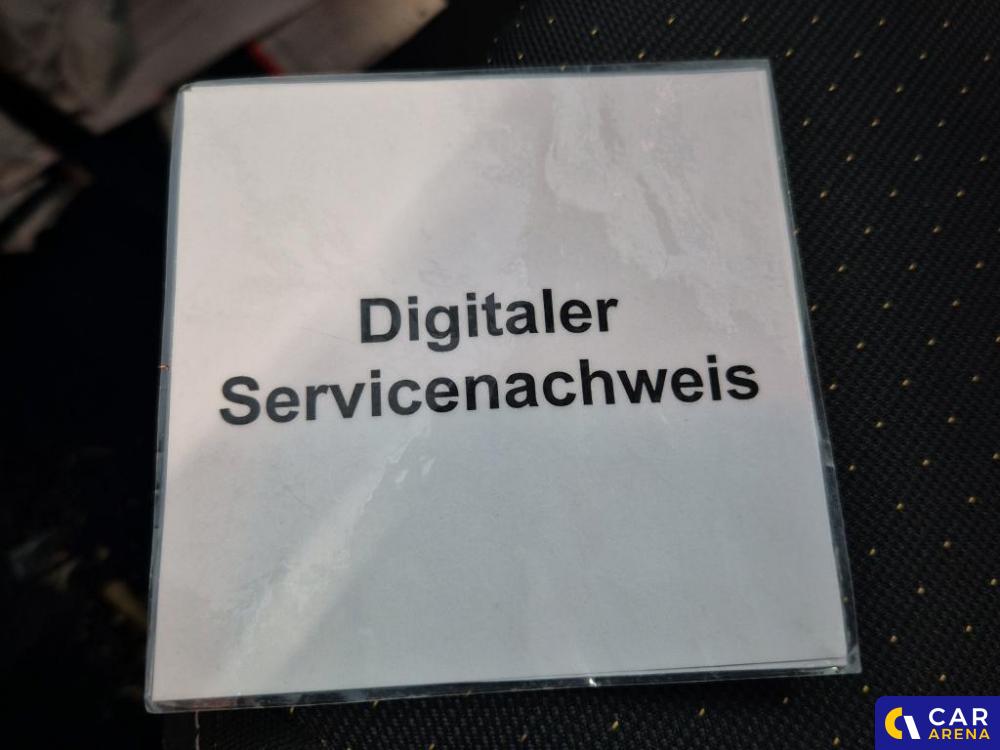 Digitaler
Servicenachweis
CAR
ARENA